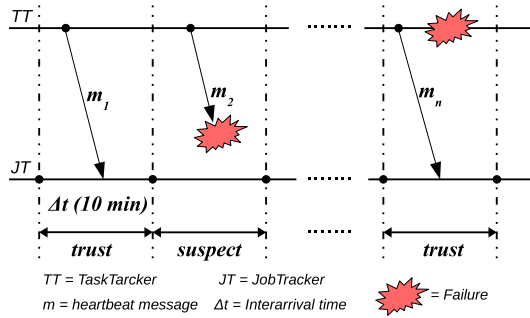 TT
m1
m2
mn
JT
Δt (10 min)
trust
suspect
trust
TT = TaskTarcker
JT = JobTracker
m = heartbeat message
Δt = Interarrival time
= Failure